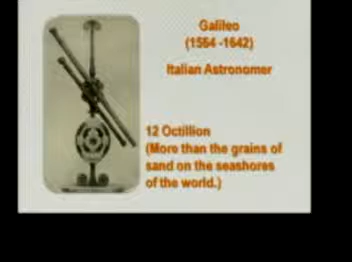 Galileo
(1564 -1642)
Italian Astronomer
12 Octillion
(More than the grains of
sand on the seashores
of the world.)